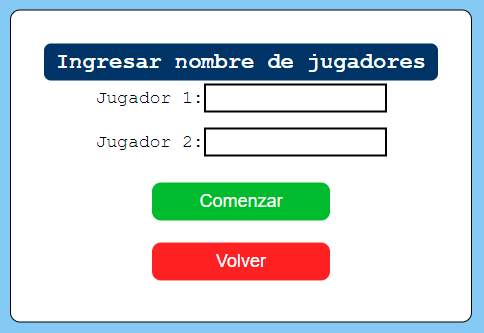 Ingresar nombre de jugadores
Jugador 1:
Jugador 2:
Comenzar
Volver